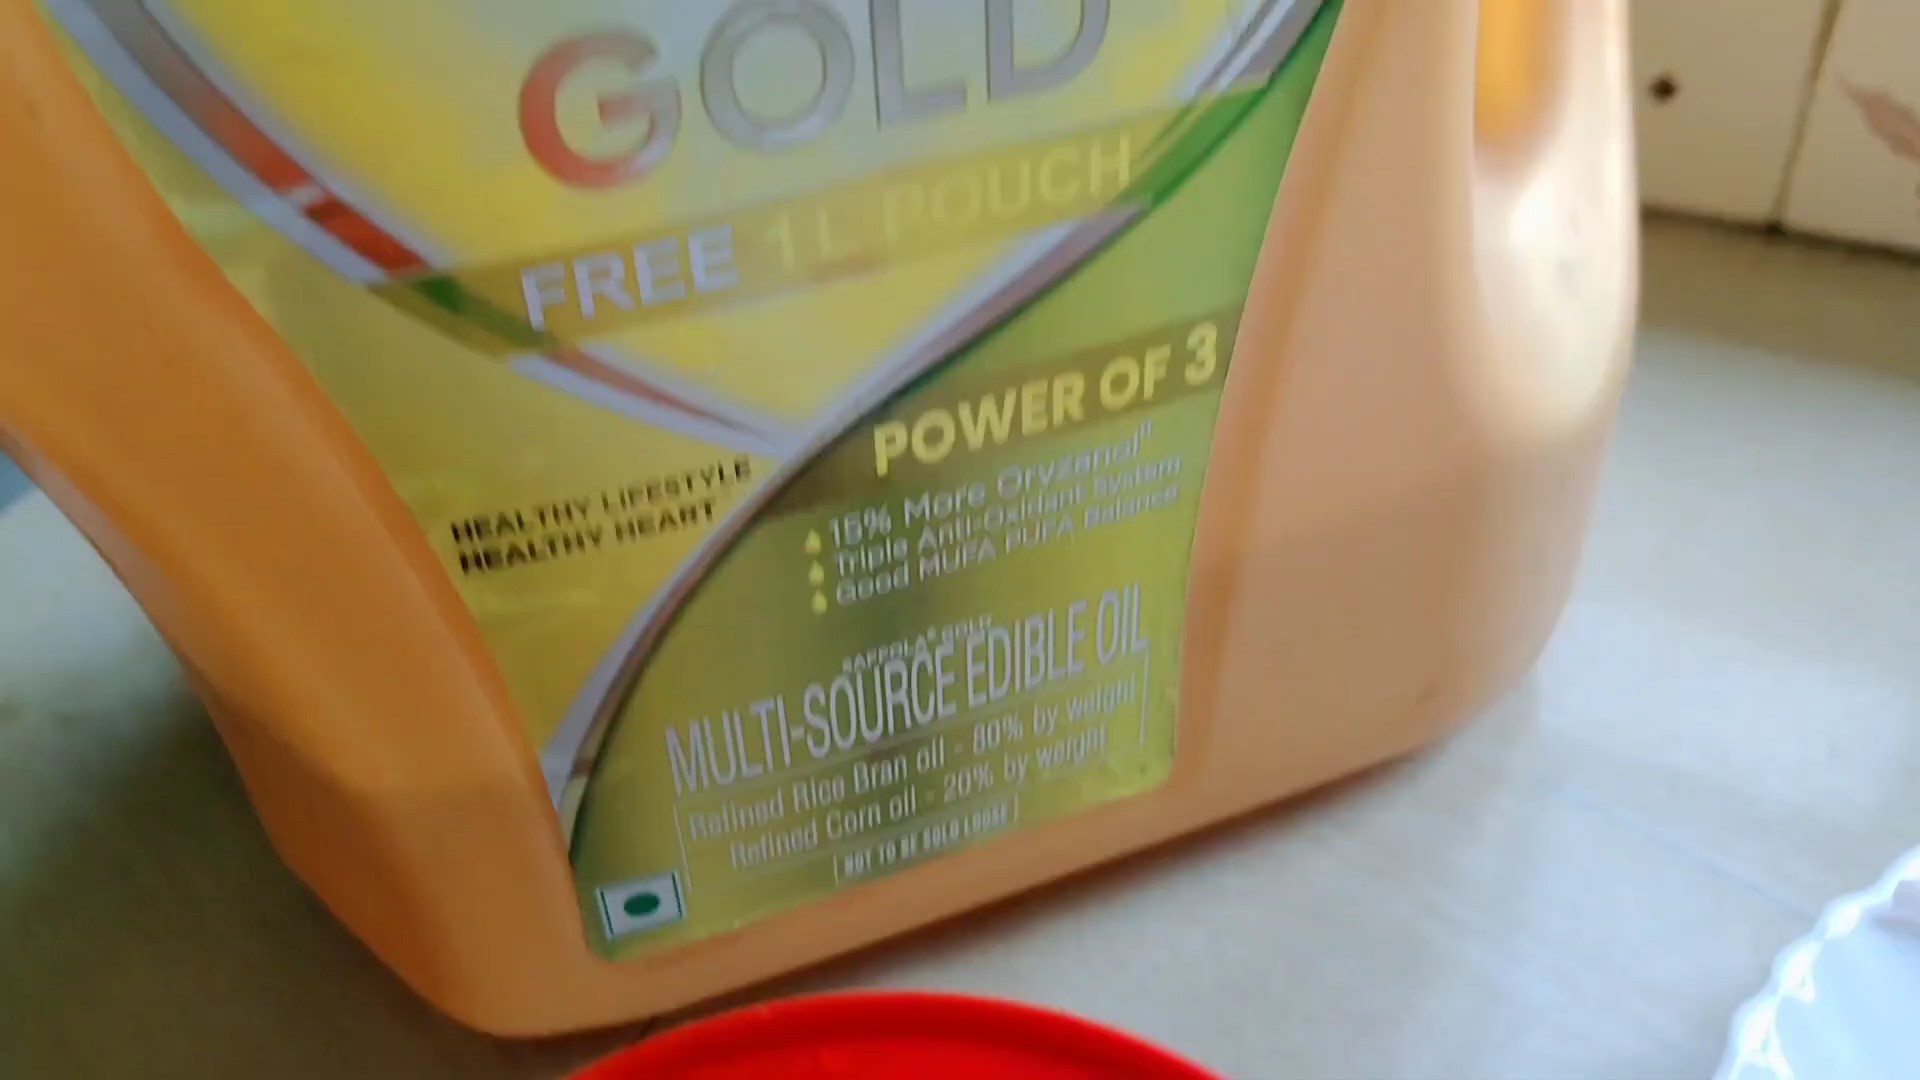 GOLD
FREE 1L POUCH
POWER OF 3
HEALTHY LIFESTYLE
HEALTHY HEART
15% More Oryzanol"
Triple Anti-Oxidant System
Good MUFA PUFA Balance
SAFFOLA® GOLD
MULTI-SOURCE EDIBLE OIL
Refined Rice Bran oil - 80% by weight
Refined Corn oil - 20% by weight
NOT TO BE SOLD LOOSE